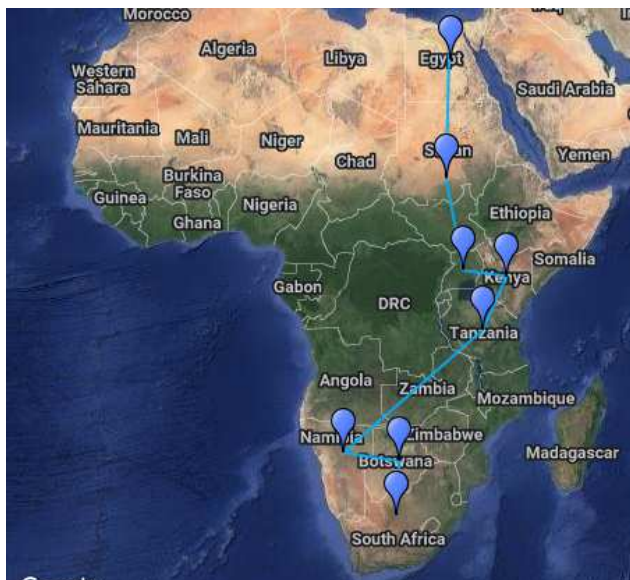 Morocco
Algeria
Libya
Egypt
Western
Sahara
Saudi Arabia
Mauritania
Mali
Niger
Chad
Sudan
Yemen
Burkina
Faso
Guinea
Nigeria
Ghana
Ethiopia
Somalia
Gabon
Kenya
DRC
Tanzania
Angola
Zambia
Mozambique
Namibia
Zimbabwe
Botswana
Madagascar
South Africa